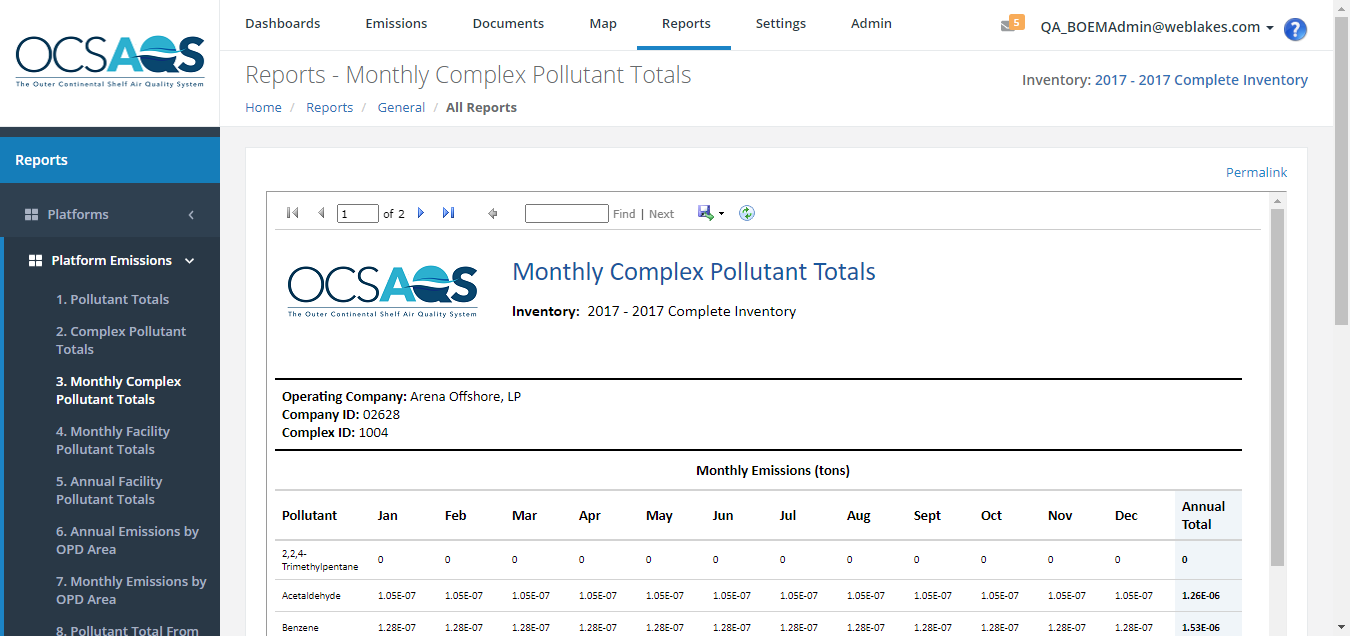 Dashboards Emissions Documents Map Reports Settings Admin 5 QA_BOEMAdmin@weblakes.com ?
OCSAQS
The Outer Continental Shelf Air Quality System
Reports - Monthly Complex Pollutant Totals
Inventory: 2017 - 2017 Complete Inventory
Home / Reports / General / All Reports
Reports
Platforms
Platform Emissions
1. Pollutant Totals
2. Complex Pollutant
Totals
3. Monthly Complex
Pollutant Totals
4. Monthly Facility
Pollutant Totals
5. Annual Facility
Pollutant Totals
6. Annual Emissions by
OPD Area
7. Monthly Emissions by
OPD Area
8. Pollutant Total From
Permalink
1 of 2 Find | Next
OCSAQS
The Outer Continental Shelf Air Quality System
Monthly Complex Pollutant Totals
Inventory: 2017 - 2017 Complete Inventory
Operating Company: Arena Offshore, LP
Company ID: 02628
Complex ID: 1004
Monthly Emissions (tons)
Pollutant Jan Feb Mar Apr May Jun Jul Aug Sept Oct Nov Dec Annual
Total
2,2,4-
Trimethylpentane 0 0 0 0 0 0 0 0 0 0 0 0 0
Acetaldehyde 1.05E-07 1.05E-07 1.05E-07 1.05E-07 1.05E-07 1.05E-07 1.05E-07 1.05E-07 1.05E-07 1.05E-07 1.05E-07 1.05E-07 1.26E-06
Benzene 1.28E-07 1.28E-07 1.28E-07 1.28E-07 1.28E-07 1.28E-07 1.28E-07 1.28E-07 1.28E-07 1.28E-07 1.28E-07 1.28E-07 1.53E-06